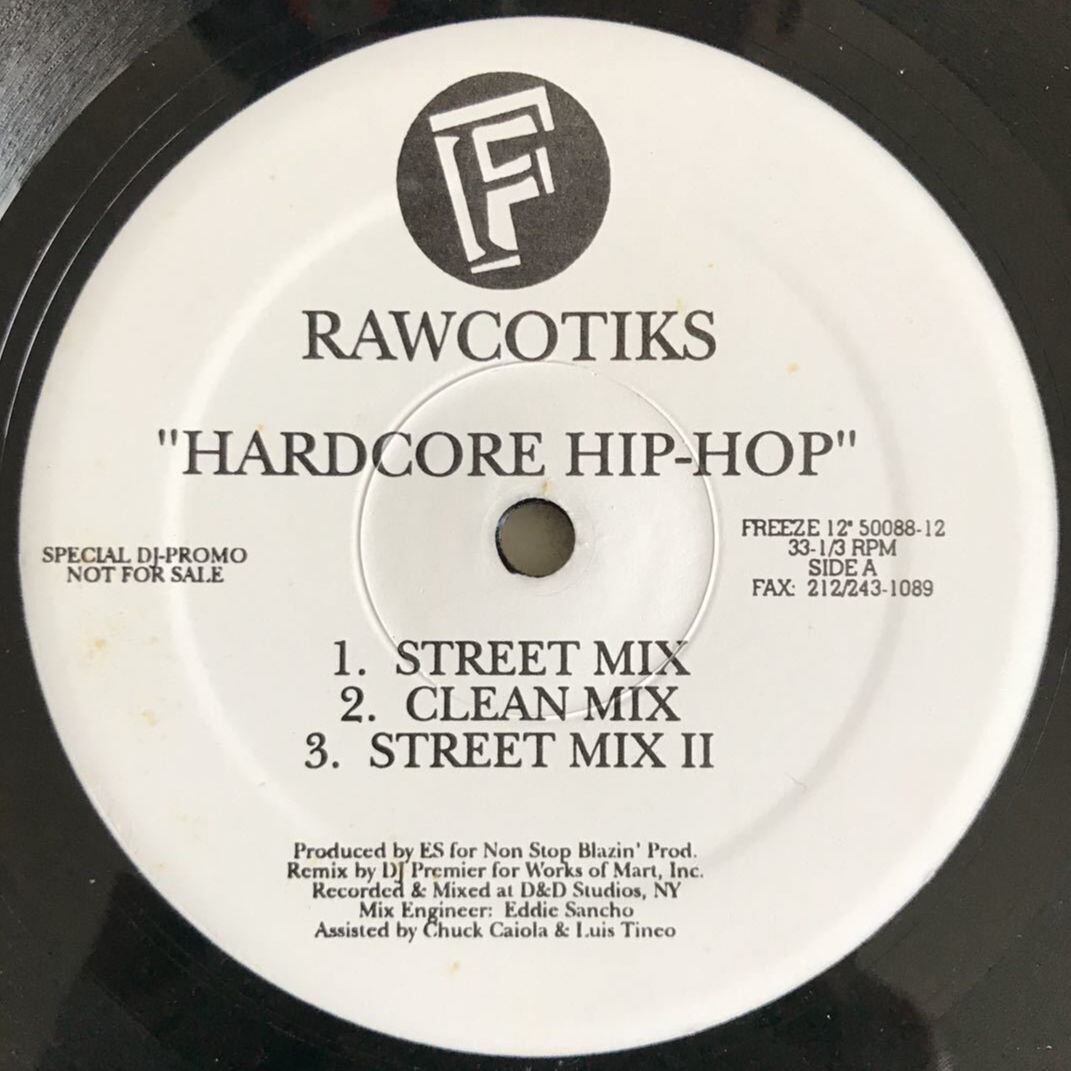 F
RAWCOTIKS
"HARDCORE HIP-HOP"
SPECIAL DJ-PROMO
NOT FOR SALE
FREEZE 12" 50088-12
33-1/3 RPM
SIDE A
FAX: 212/243-1089
1. STREET MIX
2. CLEAN MIX
3. STREET MIX II
Produced by ES for Non Stop Blazin' Prod.
Remix by DJ Premier for Works of Mart, Inc.
Recorded & Mixed at D&D Studios, NY
Mix Engineer: Eddie Sancho
Assisted by Chuck Caiola & Luis Tineo